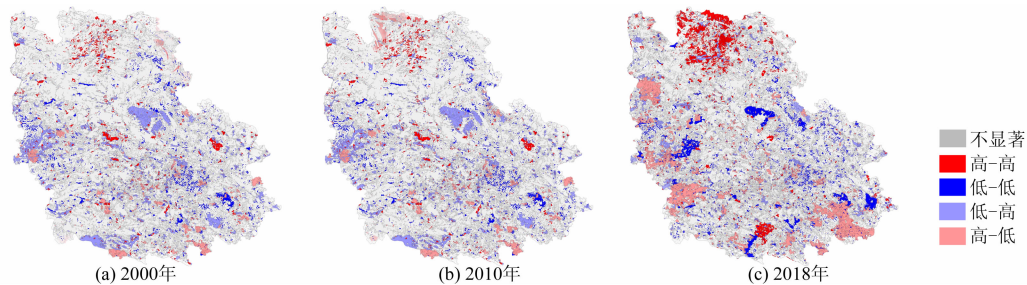 不显著
高-高
低-低
低-高
高-低
(a) 2000年
(b) 2010年
(c) 2018年